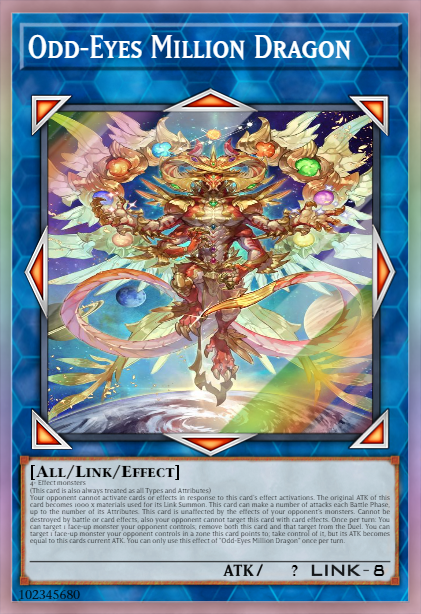 Odd-Eyes Million Dragon
[All/Link/Effect]
4+ Effect monsters
(This card is also always treated as all Types and Attributes)
Your opponent cannot activate cards or effects in response to this card's effect activations. The original ATK of
this card becomes 1000 x materials used for its Link Summon. This card can make a number of attacks each Battle Phase,
up to the number of its Attributes. This card is unaffected by the effects of your opponent's monsters. Cannot be
destroyed by battle or card effects, also your opponent cannot target this card with card effects. Once per turn: You
can target 1 face-up monster your opponent controls; remove both this card and that target from the Duel. You can
target 1 face-up monster your opponent controls in a zone this card points to; take control of it, but its ATK becomes
equal to this cards current ATK. You can only use this effect of "Odd-Eyes Million Dragon" once per turn.
ATK/ ? LINK-8
102345680